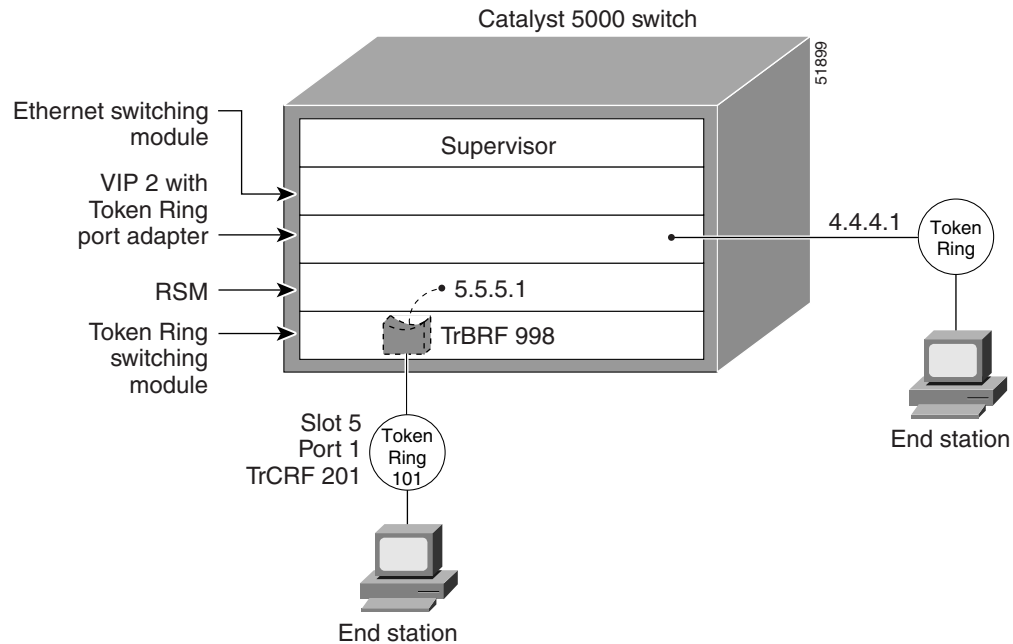 Catalyst 5000 switch
51899
Ethernet switching
module
Supervisor
VIP 2 with
Token Ring
port adapter
4.4.4.1
Token
Ring
RSM
5.5.5.1
Token Ring
switching
module
TrBRF 998
End station
Slot 5
Port 1
TrCRF 201
Token
Ring
101
End station